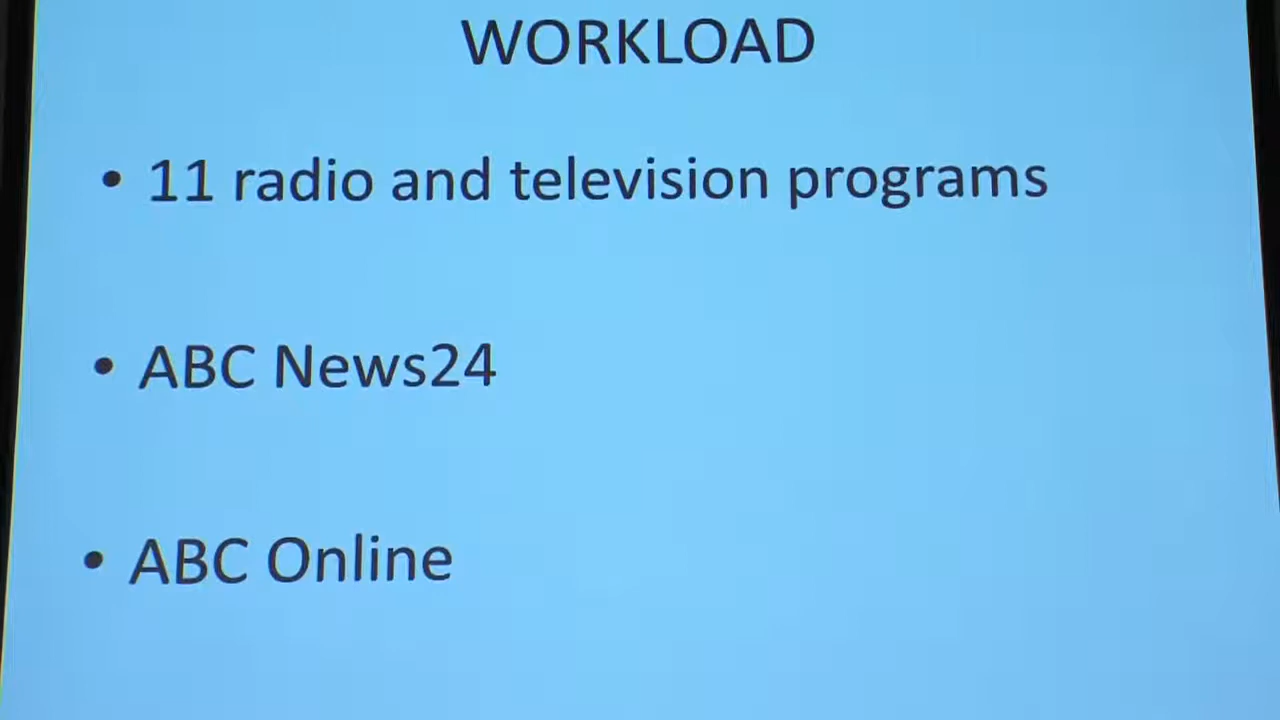 WORKLOAD
• 11 radio and television programs
• ABC News24
• ABC Online